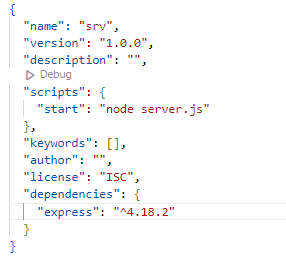 {
"name": "srv",
"version": "1.0.0",
"description": "",
Debug
"scripts": {
"start": "node server.js"
},
"keywords": [],
"author": "",
"license": "ISC",
"dependencies": {
"express": "^4.18.2"
}
}